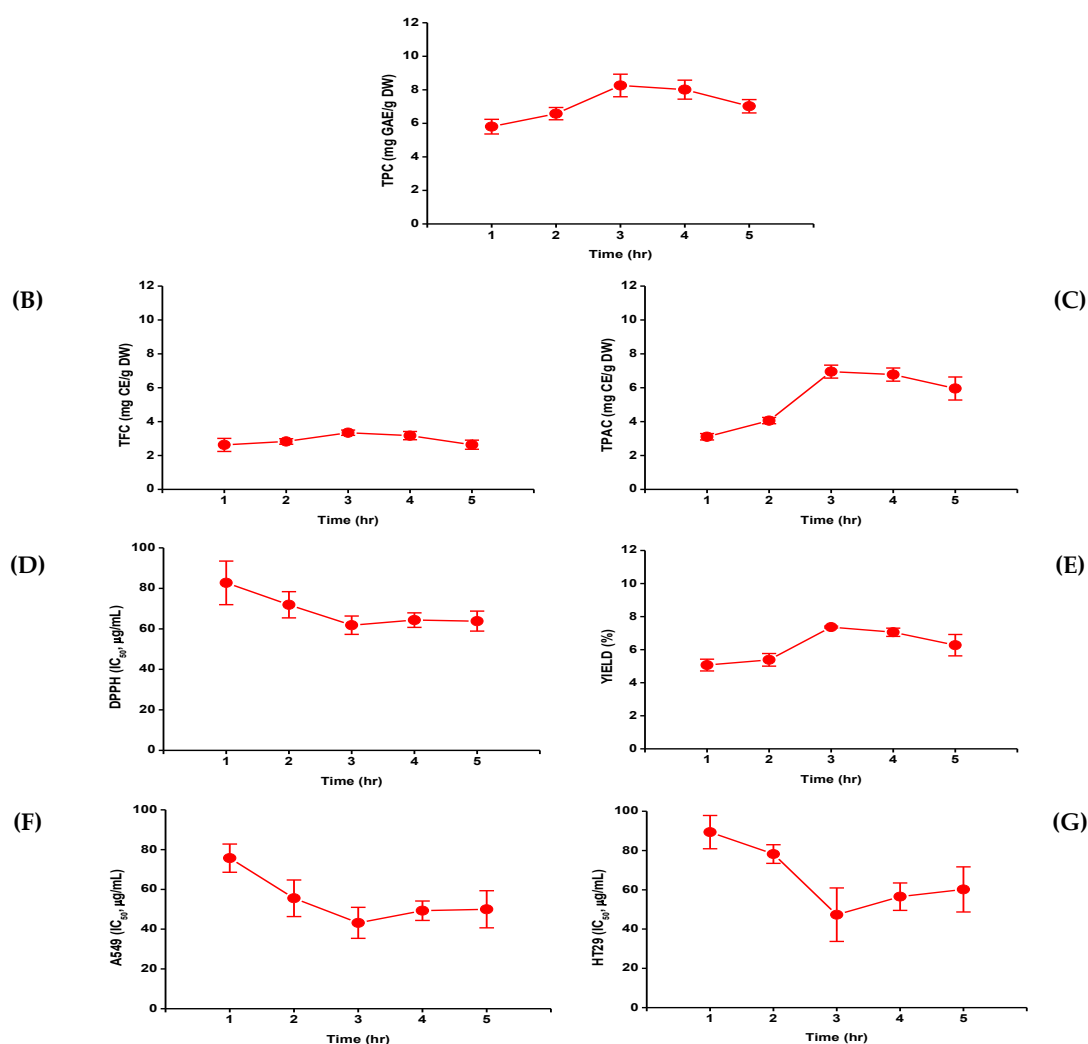 12
10
8
6
4
2
0
TPC (mg GAE/g DW)
1 2 3 4 5
Time (hr)
(B)
12
10
8
6
4
2
0
TFC (mg CE/g DW)
1 2 3 4 5
Time (hr)
(C)
12
10
8
6
4
2
0
TPAC (mg CE/g DW)
1 2 3 4 5
Time (hr)
(D)
100
80
60
40
20
0
DPPH (IC₅₀, µg/mL)
1 2 3 4 5
Time (hr)
(E)
12
10
8
6
4
2
0
YIELD (%)
1 2 3 4 5
Time (hr)
(F)
100
80
60
40
20
0
A549 (IC₅₀, µg/mL)
1 2 3 4 5
Time (hr)
(G)
100
80
60
40
20
0
HT29 (IC₅₀, µg/mL)
1 2 3 4 5
Time (hr)